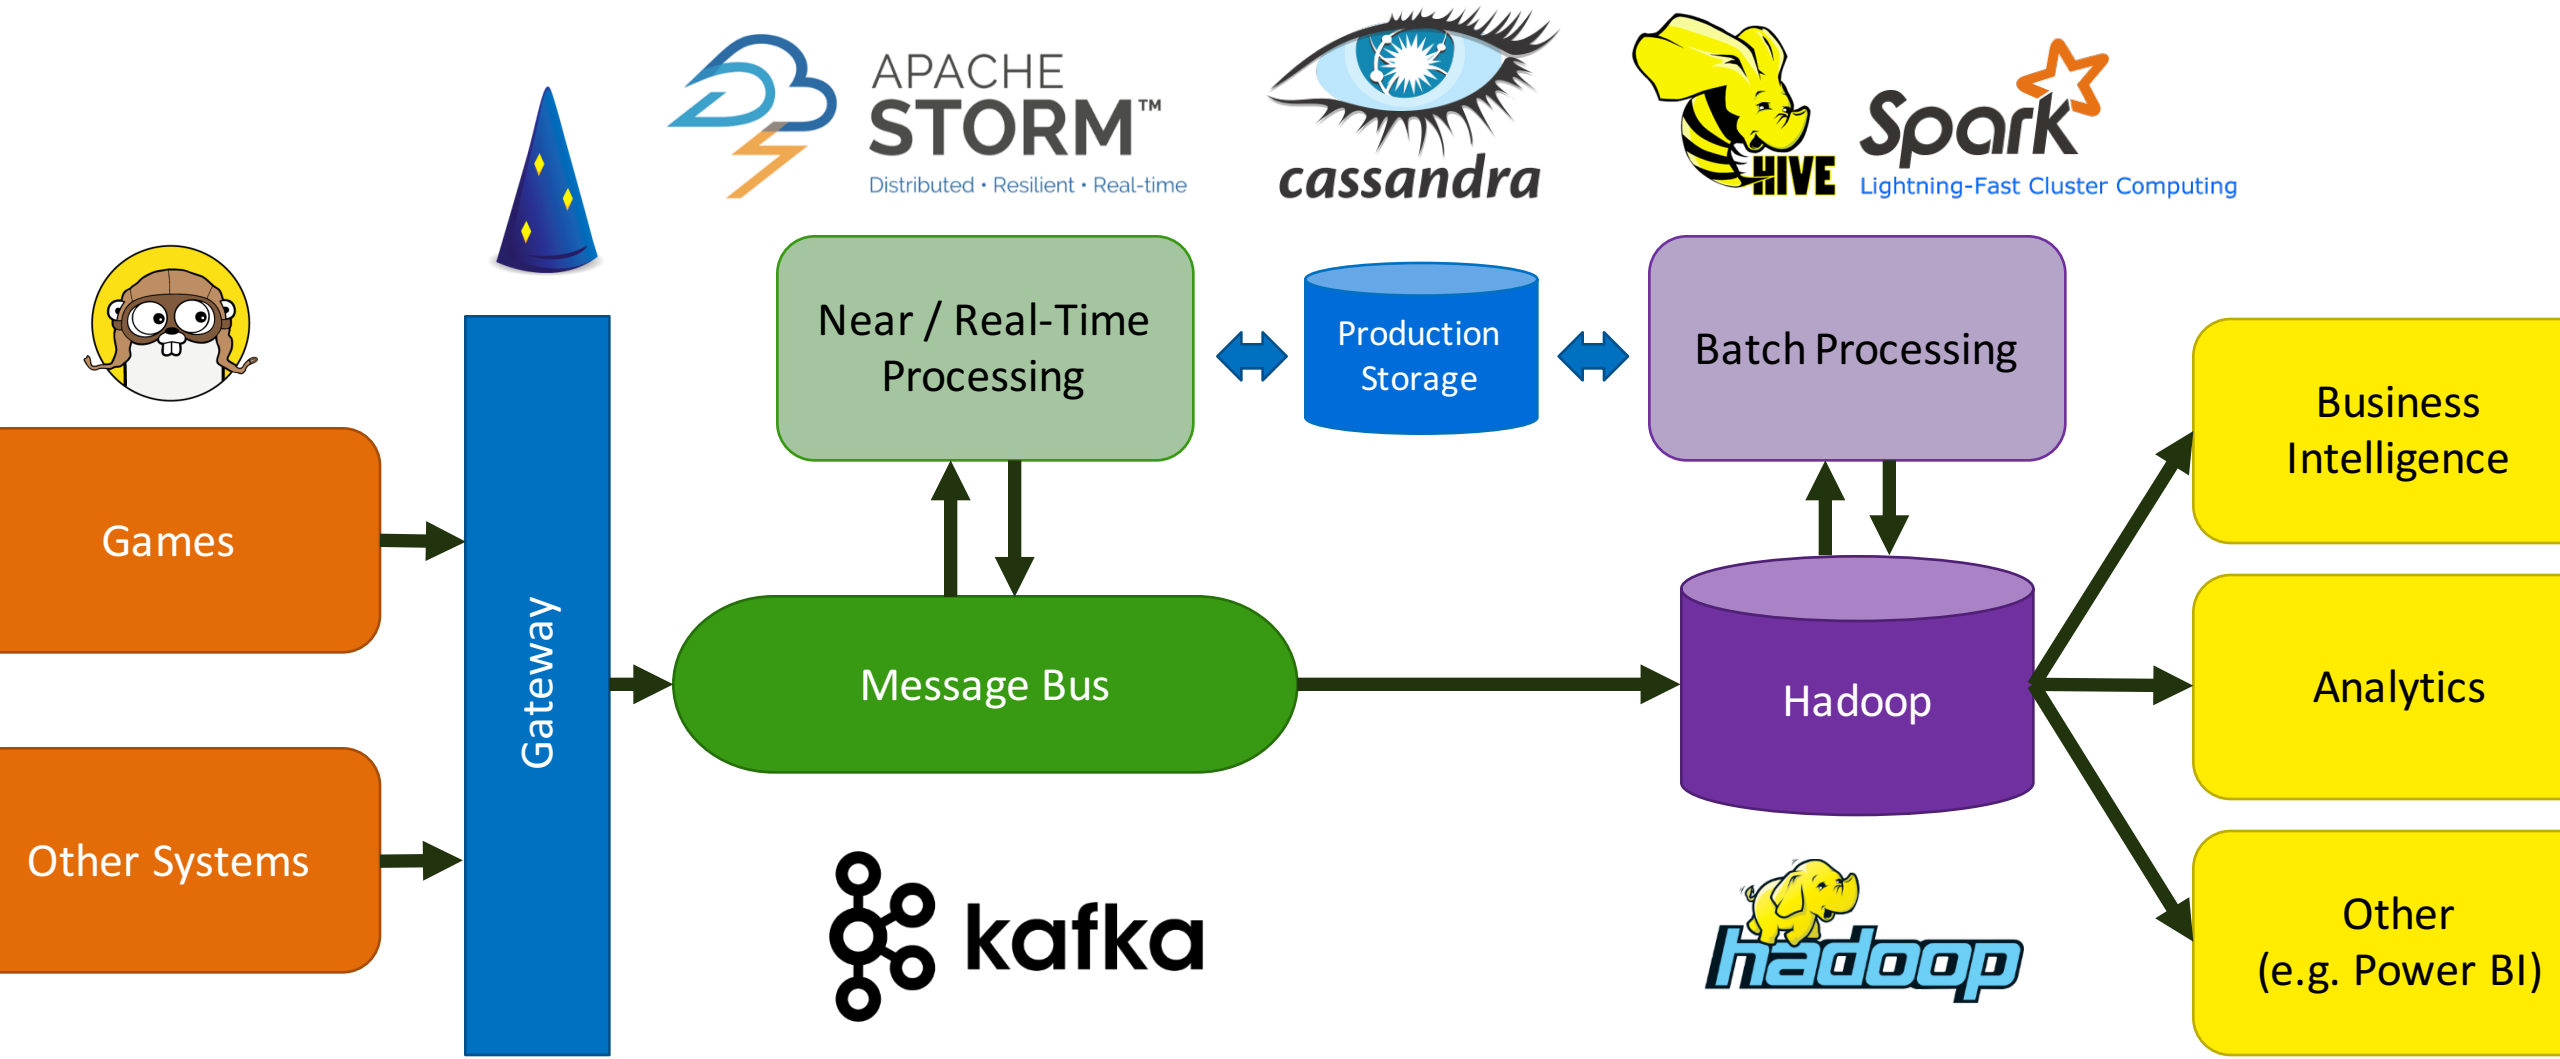 APACHE
STORM™
Distributed • Resilient • Real-time
cassandra
HIVE
Spark
Lightning-Fast Cluster Computing
Near / Real-Time
Processing
Production
Storage
Batch Processing
Business
Intelligence
Games
Gateway
Message Bus
Hadoop
Analytics
Other Systems
kafka
hadoop
Other
(e.g. Power BI)